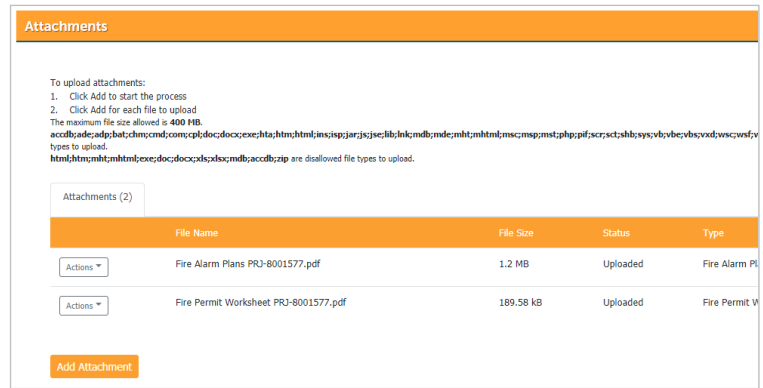 Attachments
To upload attachments:
1. Click Add to start the process
2. Click Add for each file to upload
The maximum file size allowed is 400 MB.
accdb;ade;adp;bat;chm;cmd;com;cpl;doc;docx;exe;hta;htm;html;ins;isp;jar;js;jse;lib;lnk;mdb;mde;mht;mhtml;msc;msp;mst;php;pif;scr;sct;shb;sys;vb;vbe;vbs;vxd;wsc;wsf;v
types to upload.
html;htm;mht;mhtml;exe;doc;docx;xls;xlsx;mdb;accdb;zip are disallowed file types to upload.
Attachments (2)
File Name File Size Status Type
Actions Fire Alarm Plans PRJ-8001577.pdf 1.2 MB Uploaded Fire Alarm Pl
Actions Fire Permit Worksheet PRJ-8001577.pdf 189.58 kB Uploaded Fire Permit W
Add Attachment